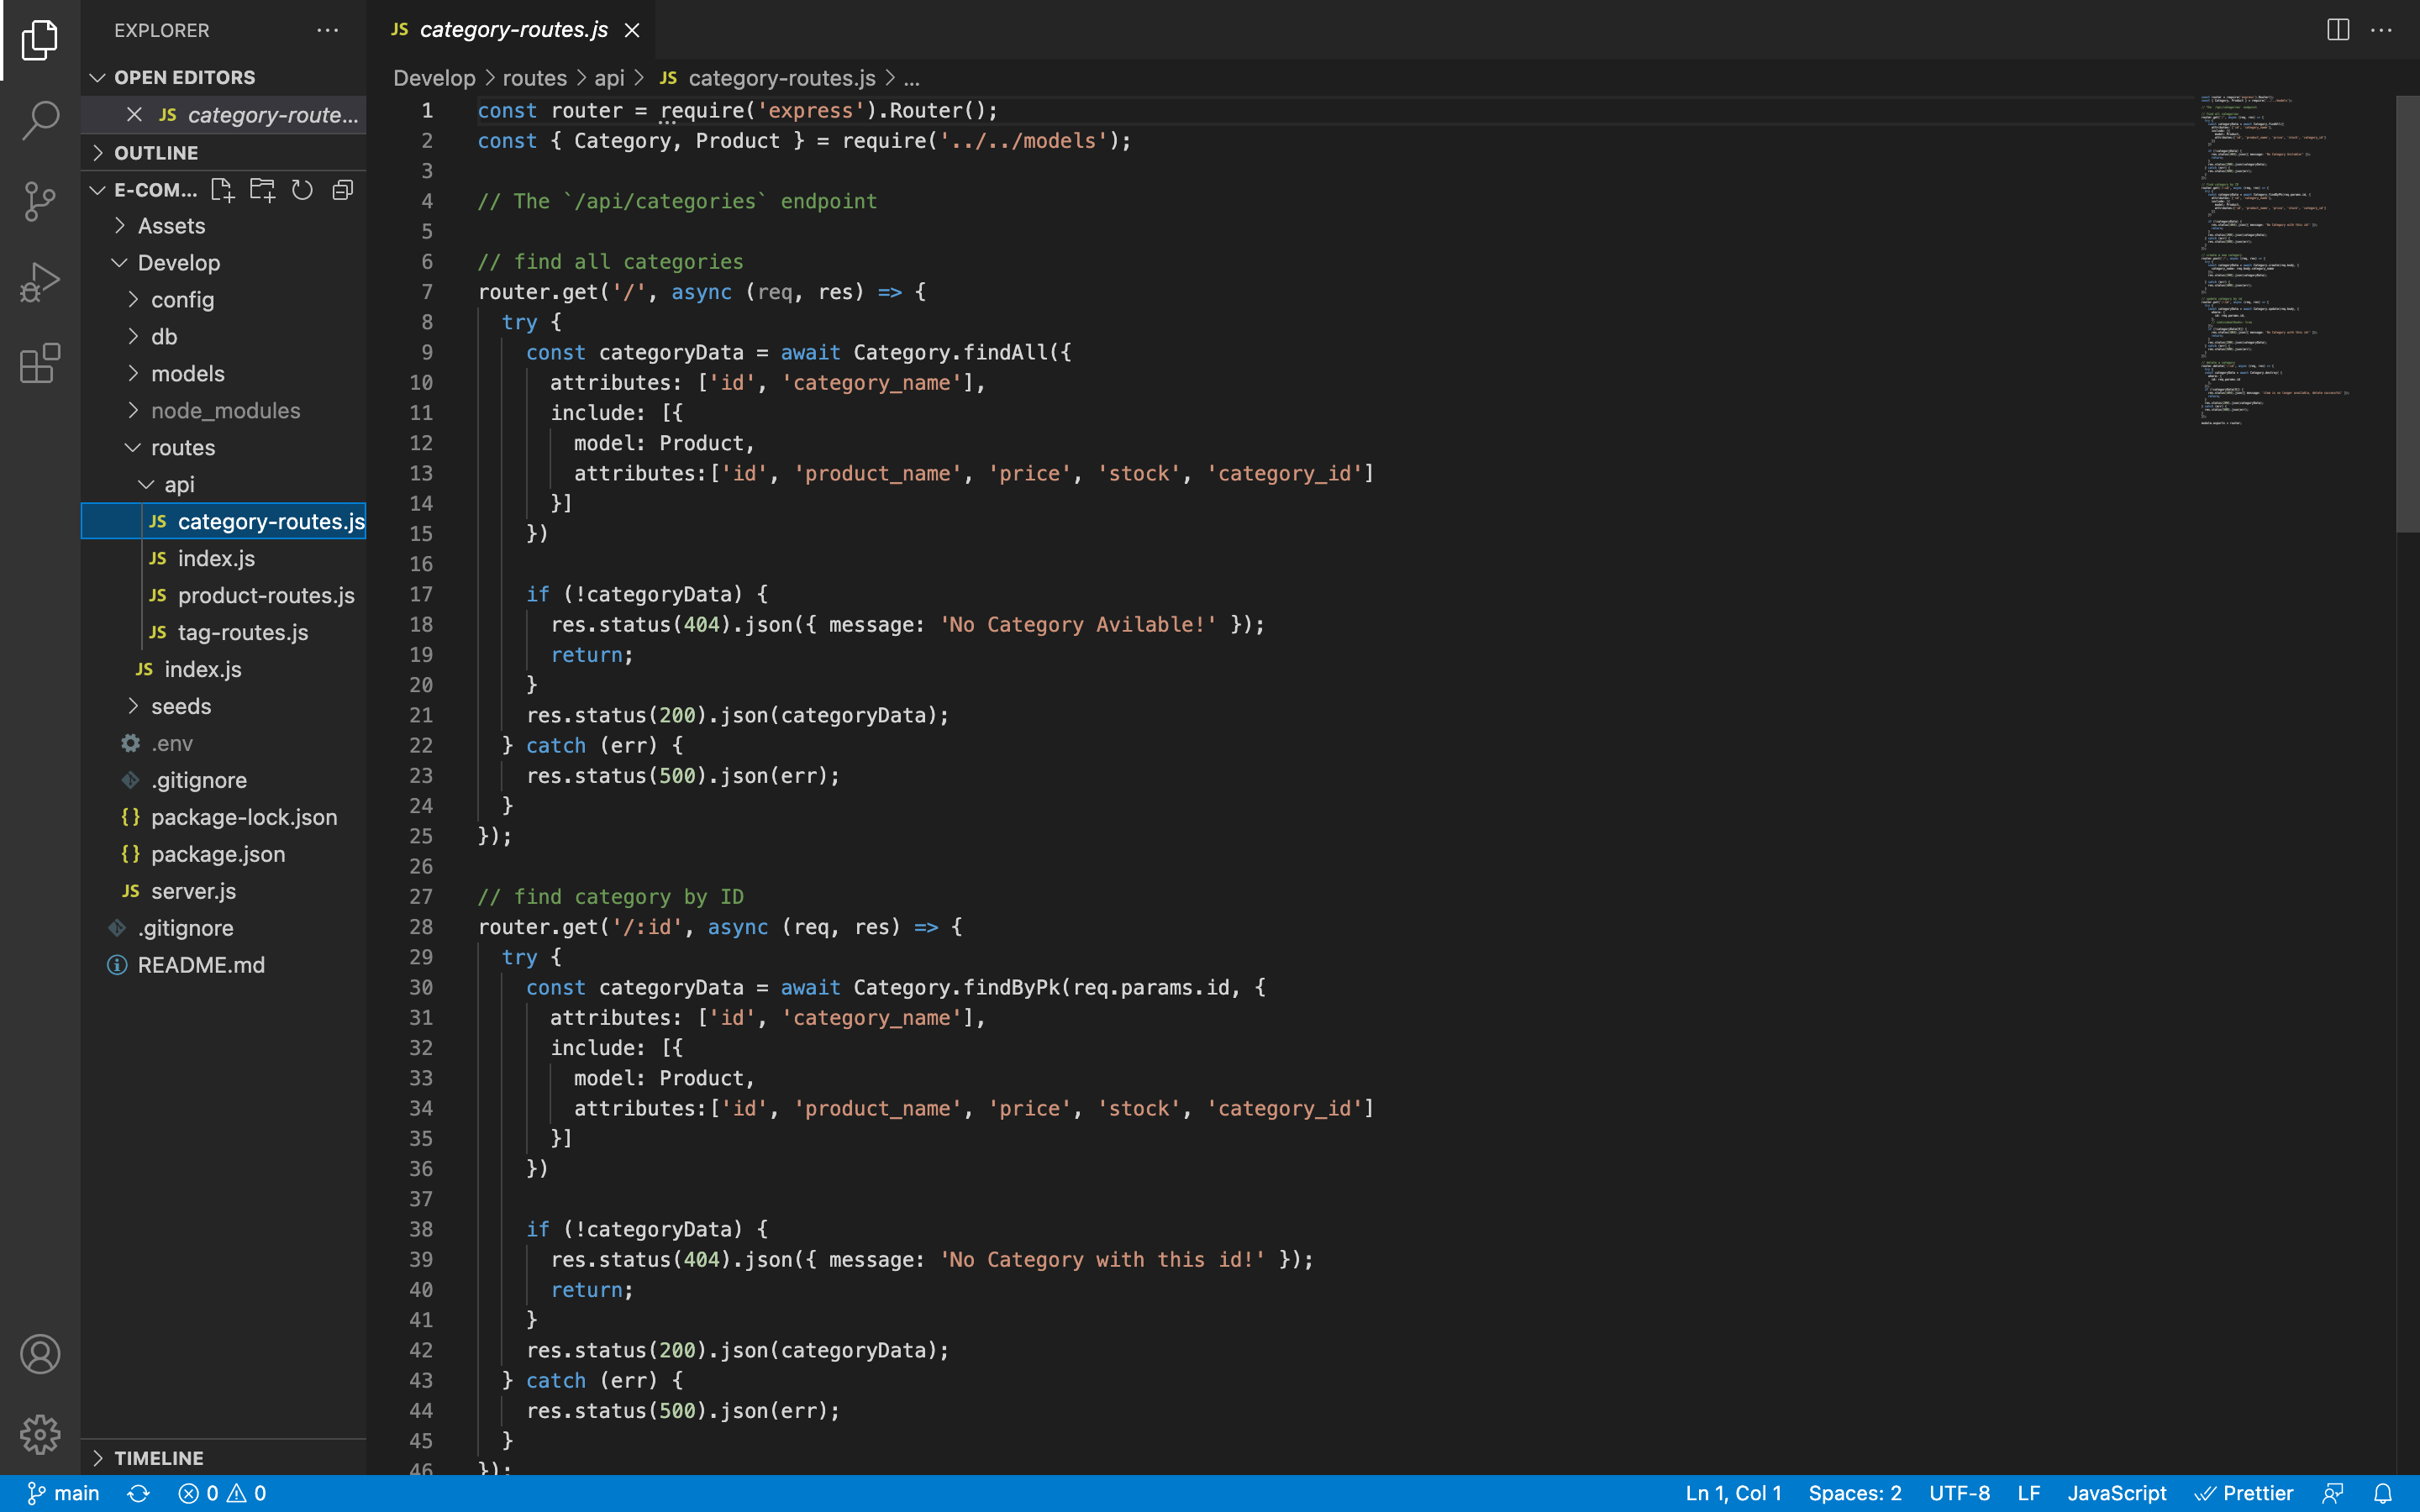 EXPLORER
OPEN EDITORS
JS category-route...
OUTLINE
E-COM...
Assets
Develop
config
db
models
node_modules
routes
api
JS category-routes.js
JS index.js
JS product-routes.js
JS tag-routes.js
JS index.js
seeds
.env
.gitignore
{} package-lock.json
{} package.json
JS server.js
.gitignore
README.md
TIMELINE
JS category-routes.js
Develop > routes > api > JS category-routes.js > ...
1 const router = require('express').Router();
2 const { Category, Product } = require('../../models');
3
4 // The `/api/categories` endpoint
5
6 // find all categories
7 router.get('/', async (req, res) => {
8 try {
9 const categoryData = await Category.findAll({
10 attributes: ['id', 'category_name'],
11 include: [{
12 model: Product,
13 attributes:['id', 'product_name', 'price', 'stock', 'category_id']
14 }]
15 })
16
17 if (!categoryData) {
18 res.status(404).json({ message: 'No Category Avilable!' });
19 return;
20 }
21 res.status(200).json(categoryData);
22 } catch (err) {
23 res.status(500).json(err);
24 }
25 });
26
27 // find category by ID
28 router.get('/:id', async (req, res) => {
29 try {
30 const categoryData = await Category.findByPk(req.params.id, {
31 attributes: ['id', 'category_name'],
32 include: [{
33 model: Product,
34 attributes:['id', 'product_name', 'price', 'stock', 'category_id']
35 }]
36 })
37
38 if (!categoryData) {
39 res.status(404).json({ message: 'No Category with this id!' });
40 return;
41 }
42 res.status(200).json(categoryData);
43 } catch (err) {
44 res.status(500).json(err);
45 }
46 });
main 0 0 Ln 1, Col 1 Spaces: 2 UTF-8 LF JavaScript Prettier